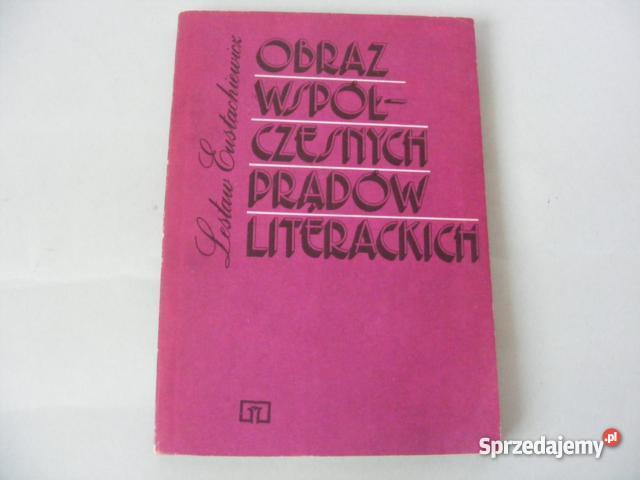 Lesław Eustachiewicz
OBRAZ
WSPÓŁ-
CZESNYCH
PRĄDÓW
LITERACKICH
Sprzedajemy.pl